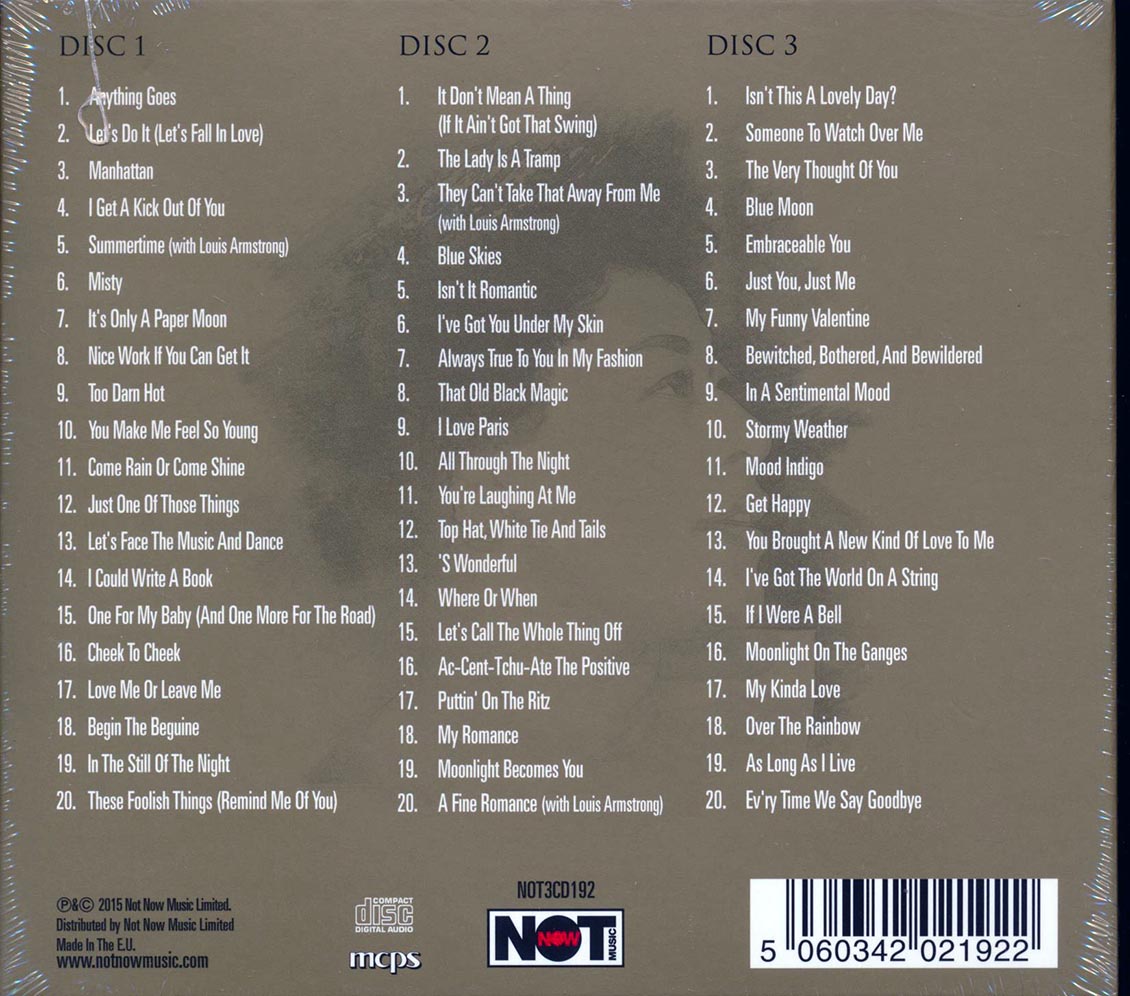 DISC 1
1. Anything Goes
2. Let's Do It (Let's Fall In Love)
3. Manhattan
4. I Get A Kick Out Of You
5. Summertime (with Louis Armstrong)
6. Misty
7. It's Only A Paper Moon
8. Nice Work If You Can Get It
9. Too Darn Hot
10. You Make Me Feel So Young
11. Come Rain Or Come Shine
12. Just One Of Those Things
13. Let's Face The Music And Dance
14. I Could Write A Book
15. One For My Baby (And One More For The Road)
16. Cheek To Cheek
17. Love Me Or Leave Me
18. Begin The Beguine
19. In The Still Of The Night
20. These Foolish Things (Remind Me Of You)
DISC 2
1. It Don't Mean A Thing
(If It Ain't Got That Swing)
2. The Lady Is A Tramp
3. They Can't Take That Away From Me
(with Louis Armstrong)
4. Blue Skies
5. Isn't It Romantic
6. I've Got You Under My Skin
7. Always True To You In My Fashion
8. That Old Black Magic
9. I Love Paris
10. All Through The Night
11. You're Laughing At Me
12. Top Hat, White Tie And Tails
13. 'S Wonderful
14. Where Or When
15. Let's Call The Whole Thing Off
16. Ac-Cent-Tchu-Ate The Positive
17. Puttin' On The Ritz
18. My Romance
19. Moonlight Becomes You
20. A Fine Romance (with Louis Armstrong)
DISC 3
1. Isn't This A Lovely Day?
2. Someone To Watch Over Me
3. The Very Thought Of You
4. Blue Moon
5. Embraceable You
6. Just You, Just Me
7. My Funny Valentine
8. Bewitched, Bothered, And Bewildered
9. In A Sentimental Mood
10. Stormy Weather
11. Mood Indigo
12. Get Happy
13. You Brought A New Kind Of Love To Me
14. I've Got The World On A String
15. If I Were A Bell
16. Moonlight On The Ganges
17. My Kinda Love
18. Over The Rainbow
19. As Long As I Live
20. Ev'ry Time We Say Goodbye
℗&© 2015 Not Now Music Limited.
Distributed by Not Now Music Limited
Made In The E.U.
www.notnowmusic.com
COMPACT
disc
DIGITAL AUDIO
mcps
NOT3CD192
NOT
NOW
MUSIC
5 060342 021922